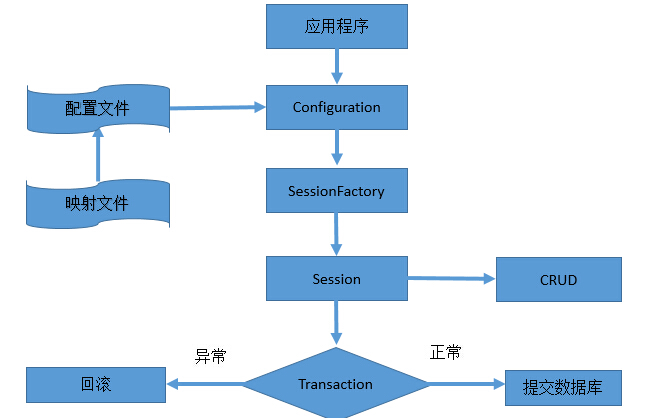 应用程序
配置文件
Configuration
映射文件
SessionFactory
Session
CRUD
异常
正常
回滚
Transaction
提交数据库